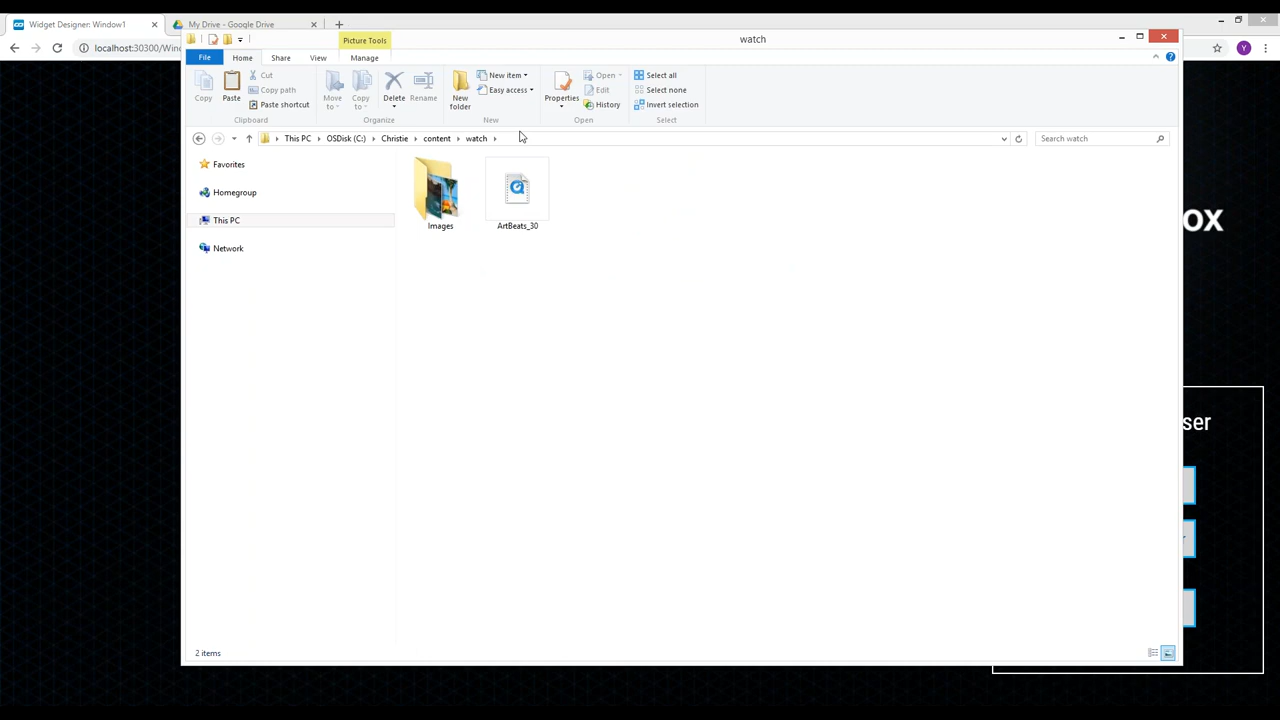 Widget Designer: Window1
My Drive - Google Drive
localhost:30300/Win
Y
watch
Picture Tools
File
Home
Share
View
Manage
Copy
Paste
Cut
Copy path
Paste shortcut
Clipboard
Move to
Copy to
Delete
Rename
Organize
New folder
New item
Easy access
New
Properties
Open
Edit
History
Open
Select all
Select none
Invert selection
Select
This PC
OSDisk (C:)
Christie
content
watch
Search watch
Favorites
Homegroup
This PC
Network
Images
ArtBeats_30
ox
ser
r
2 items